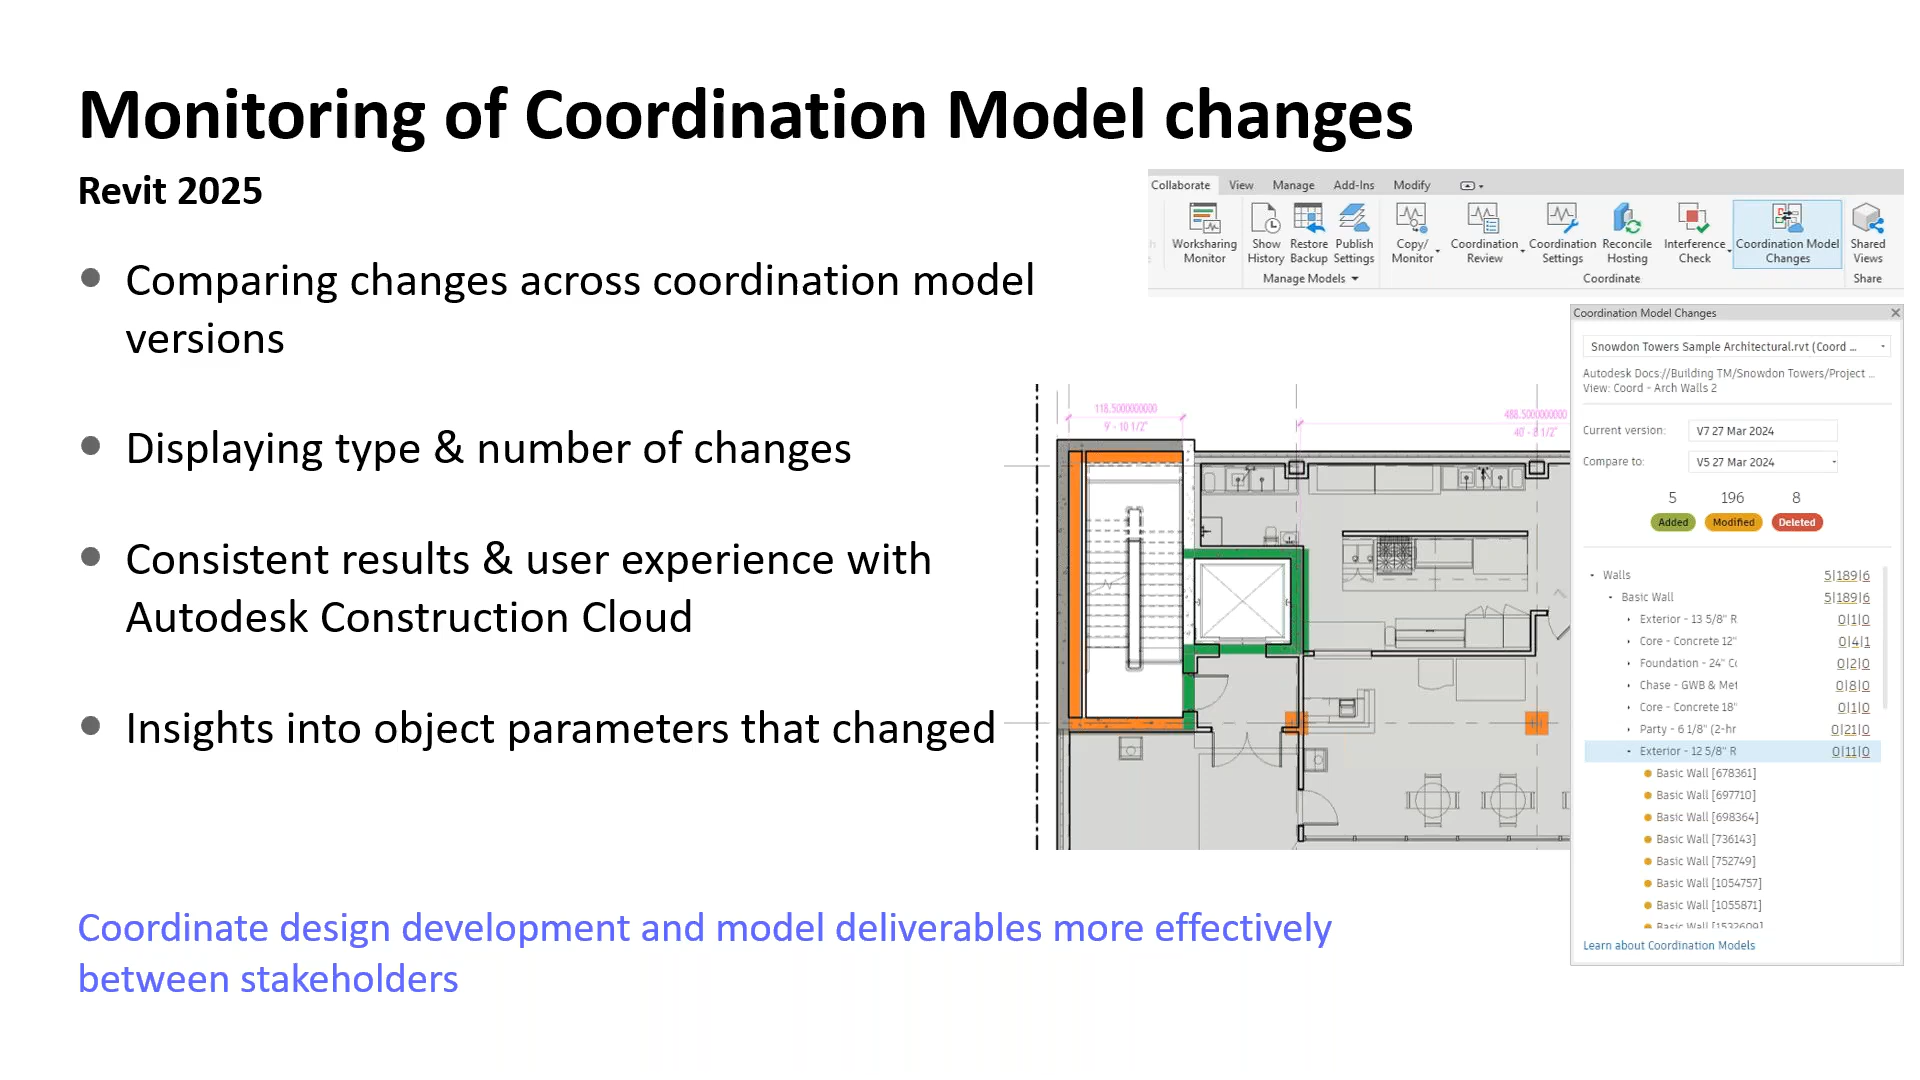 Monitoring of Coordination Model changes
Revit 2025
Comparing changes across coordination model
versions
Displaying type & number of changes
Consistent results & user experience with
Autodesk Construction Cloud
Insights into object parameters that changed
Coordinate design development and model deliverables more effectively
between stakeholders
Collaborate View Manage Add-Ins Modify
Worksharing Monitor
Show History
Restore Backup
Publish Settings
Copy/ Monitor
Coordination Review
Coordination Settings
Reconcile Hosting
Interference Check
Coordination Model Changes
Shared Views
Manage Models
Coordinate
Share
118.5000000000
9' - 10 1/2"
488.5000000000
40' - 8 1/2"
Coordination Model Changes
Snowdon Towers Sample Architectural.rvt (Coord ...
Autodesk Docs://Building TM/Snowdon Towers/Project ...
View: Coord - Arch Walls 2
Current version: V7 27 Mar 2024
Compare to: V5 27 Mar 2024
5 196 8
Added Modified Deleted
Walls 5|189|6
Basic Wall 5|189|6
Exterior - 13 5/8" R 0|1|0
Core - Concrete 12" 0|4|1
Foundation - 24" Cc 0|2|0
Chase - GWB & Met 0|8|0
Core - Concrete 18" 0|1|0
Party - 6 1/8" (2-hr 0|21|0
Exterior - 12 5/8" R 0|11|0
Basic Wall [678361]
Basic Wall [697710]
Basic Wall [698364]
Basic Wall [736143]
Basic Wall [752749]
Basic Wall [1054757]
Basic Wall [1055871]
Basic Wall [1532609]
Learn about Coordination Models